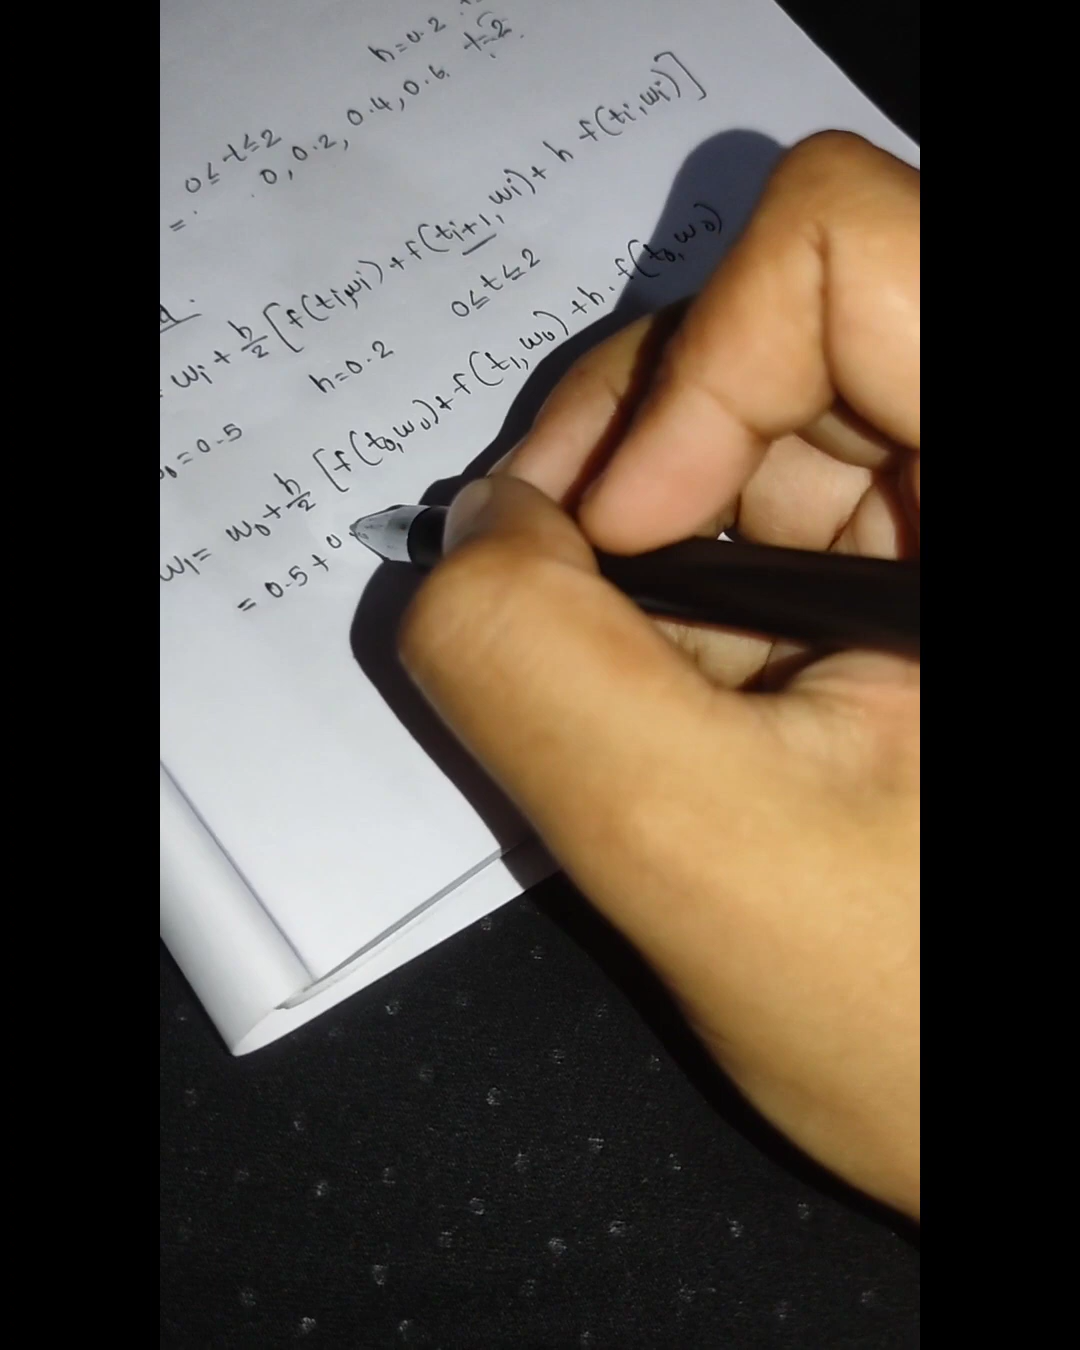 h=0.2
t=2
0≤t≤2
= 0, 0.2, 0.4, 0.6.
wi + h/2 [f(ti,wi) + f(ti+1, wi) + h f(ti, wi)]
w0 = 0.5 h=0.2 0≤t≤2
w1 = w0 + h/2 [f(t0, w0) + f(t1, w0) + h. f(t0, w0)
= 0.5 + 0